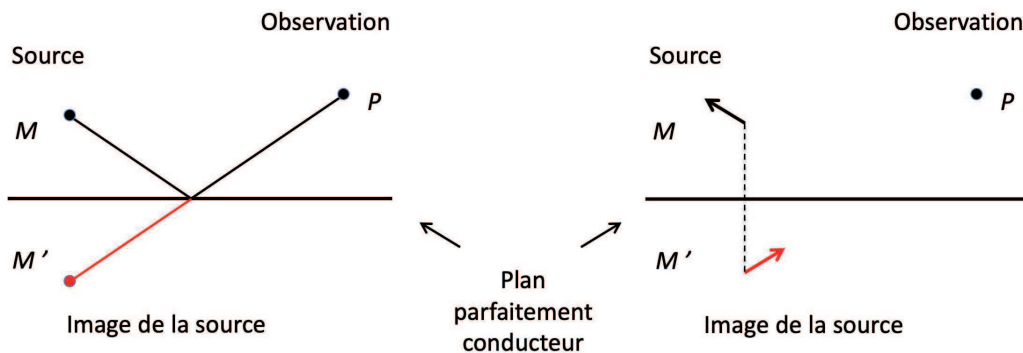 Observation
Source
P
M
M’
Image de la source
Plan
parfaitement
conducteur
Observation
Source
P
M
M’
Image de la source